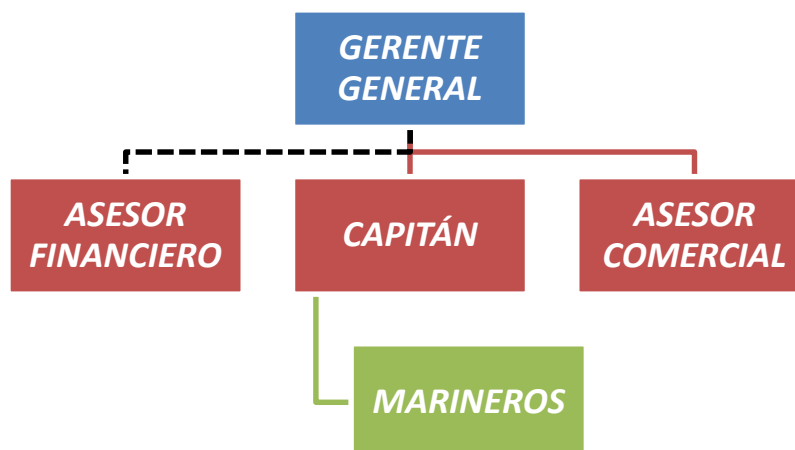 GERENTE
GENERAL
ASESOR
FINANCIERO
CAPITÁN
ASESOR
COMERCIAL
MARINEROS